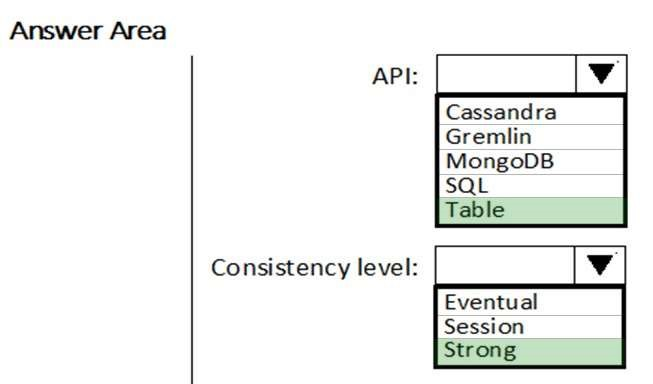 Answer Area
API:
Cassandra
Gremlin
MongoDB
SQL
Table
Consistency level:
Eventual
Session
Strong